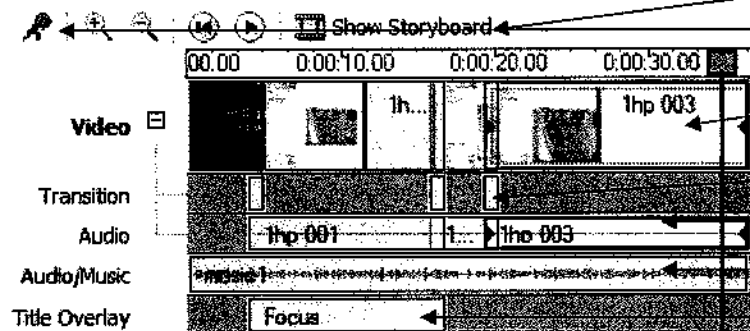 Show Storyboard
00.00 0:00:10.00 0:00:20.00 0:00:30.00
Video 1h... 1hp 003
Transition
Audio 1hp 001 1... 1hp 003
Audio/Music music1
Title Overlay Focus